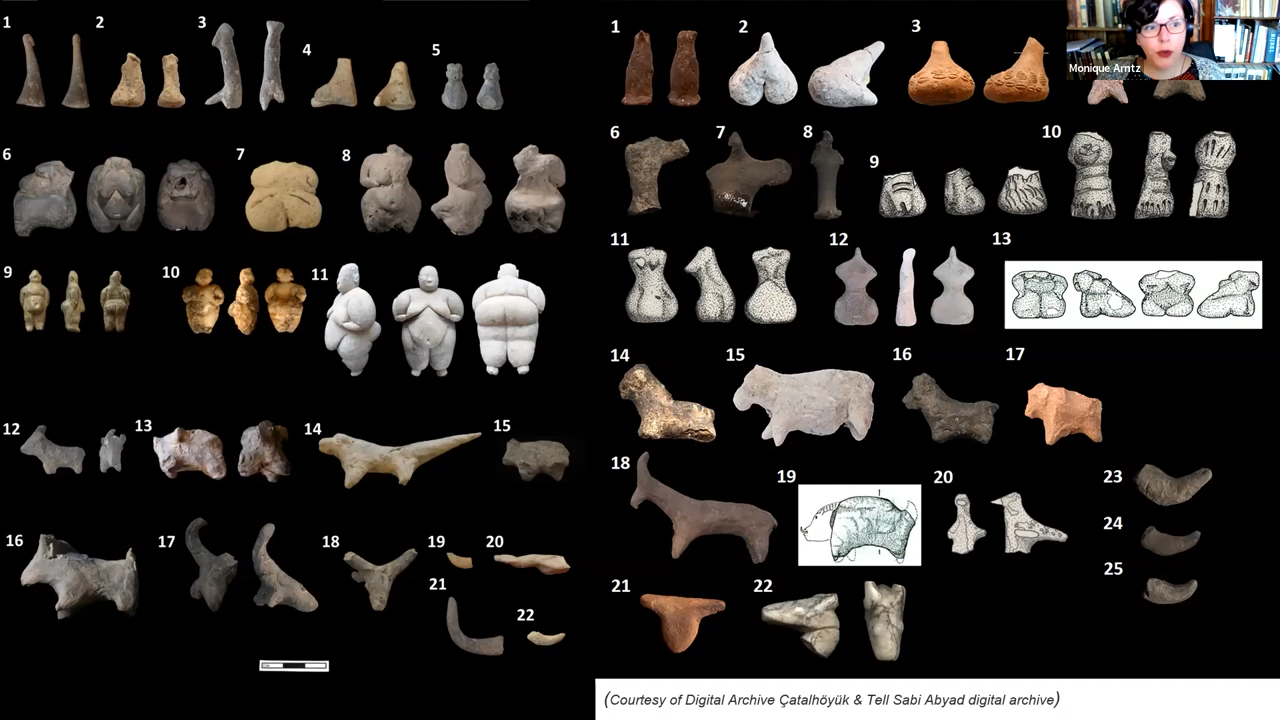 1 2 3 4 5
6 7 8
9 10 11
12 13 14 15
16 17 18 19 20
21
22
Monique Arntz
1 2 3
6 7 8 9 10
11 12 13
14 15 16 17
18 19 20 23
24
25
21 22
(Courtesy of Digital Archive Çatalhöyük & Tell Sabi Abyad digital archive)